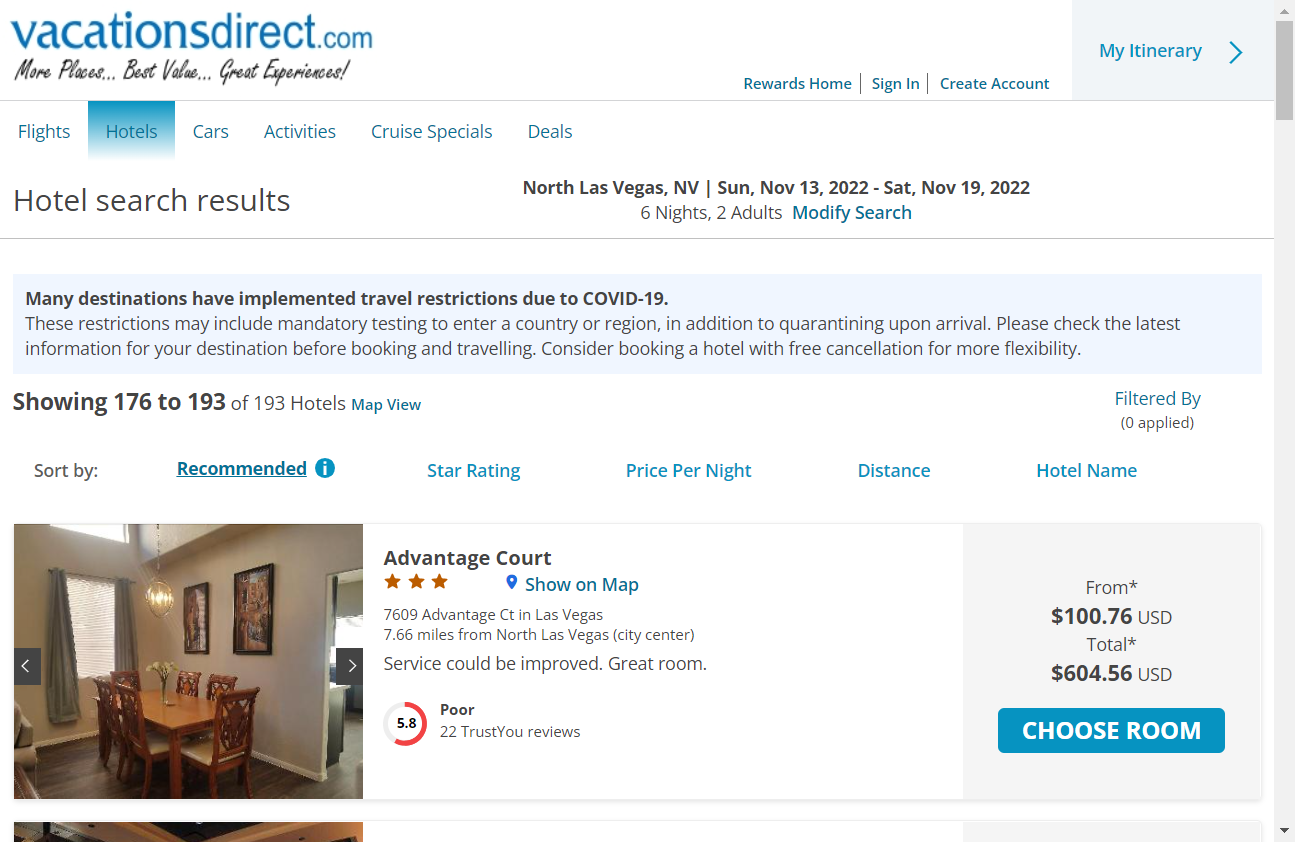 vacationsdirect.com
More Places... Best Value... Great Experiences!
My Itinerary
Rewards Home
Sign In
Create Account
Flights
Hotels
Cars
Activities
Cruise Specials
Deals
Hotel search results
North Las Vegas, NV | Sun, Nov 13, 2022 - Sat, Nov 19, 2022
6 Nights, 2 Adults Modify Search
Many destinations have implemented travel restrictions due to COVID-19.
These restrictions may include mandatory testing to enter a country or region, in addition to quarantining upon arrival. Please check the latest
information for your destination before booking and travelling. Consider booking a hotel with free cancellation for more flexibility.
Showing 176 to 193 of 193 Hotels Map View
Filtered By
(0 applied)
Sort by:
Recommended i
Star Rating
Price Per Night
Distance
Hotel Name
Advantage Court
Show on Map
7609 Advantage Ct in Las Vegas
7.66 miles from North Las Vegas (city center)
Service could be improved. Great room.
5.8
Poor
22 TrustYou reviews
From*
$100.76 USD
Total*
$604.56 USD
CHOOSE ROOM